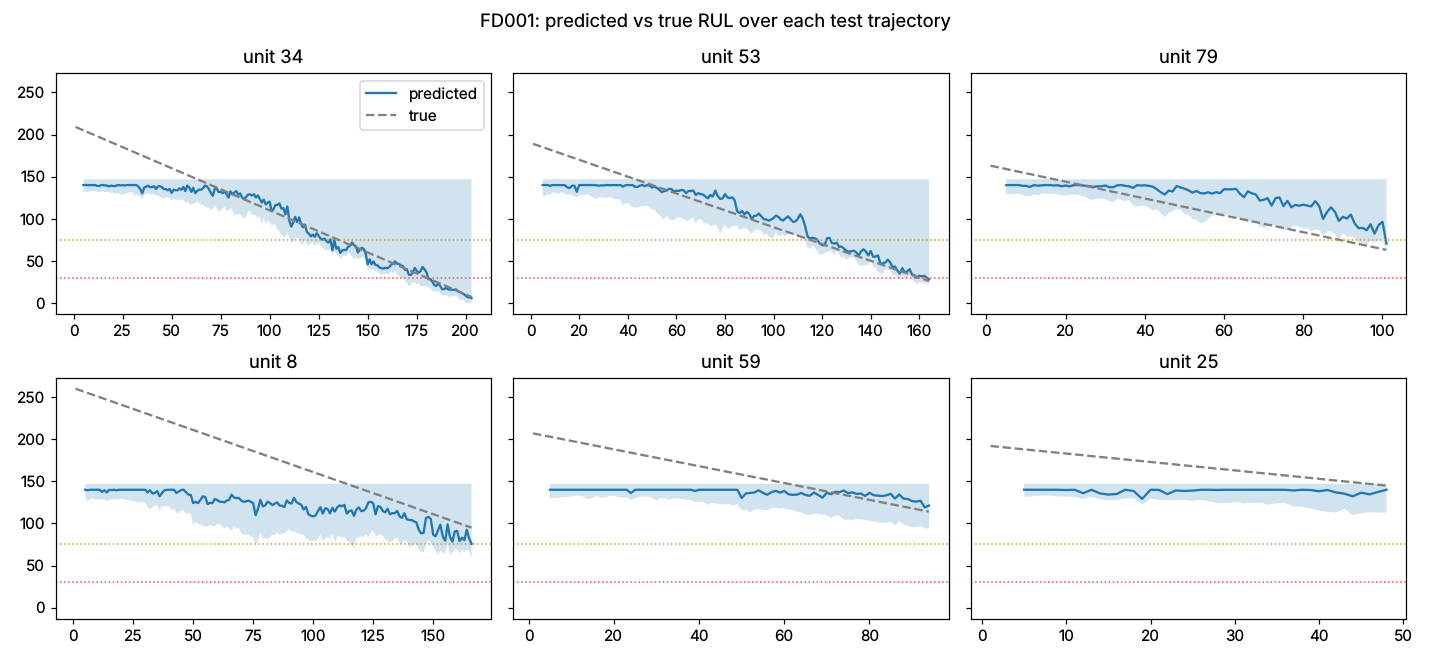 FD001: predicted vs true RUL over each test trajectory
unit 34
unit 53
unit 79
predicted
true
250
200
150
100
50
0
0 25 50 75 100 125 150 175 200
0 20 40 60 80 100 120 140 160
0 20 40 60 80 100
unit 8
unit 59
unit 25
250
200
150
100
50
0
0 25 50 75 100 125 150
0 20 40 60 80
0 10 20 30 40 50